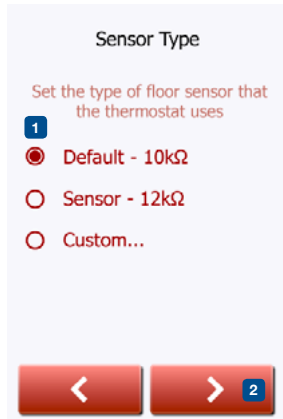 Sensor Type
Set the type of floor sensor that
the thermostat uses
1
Default - 10kΩ
Sensor - 12kΩ
Custom...
2